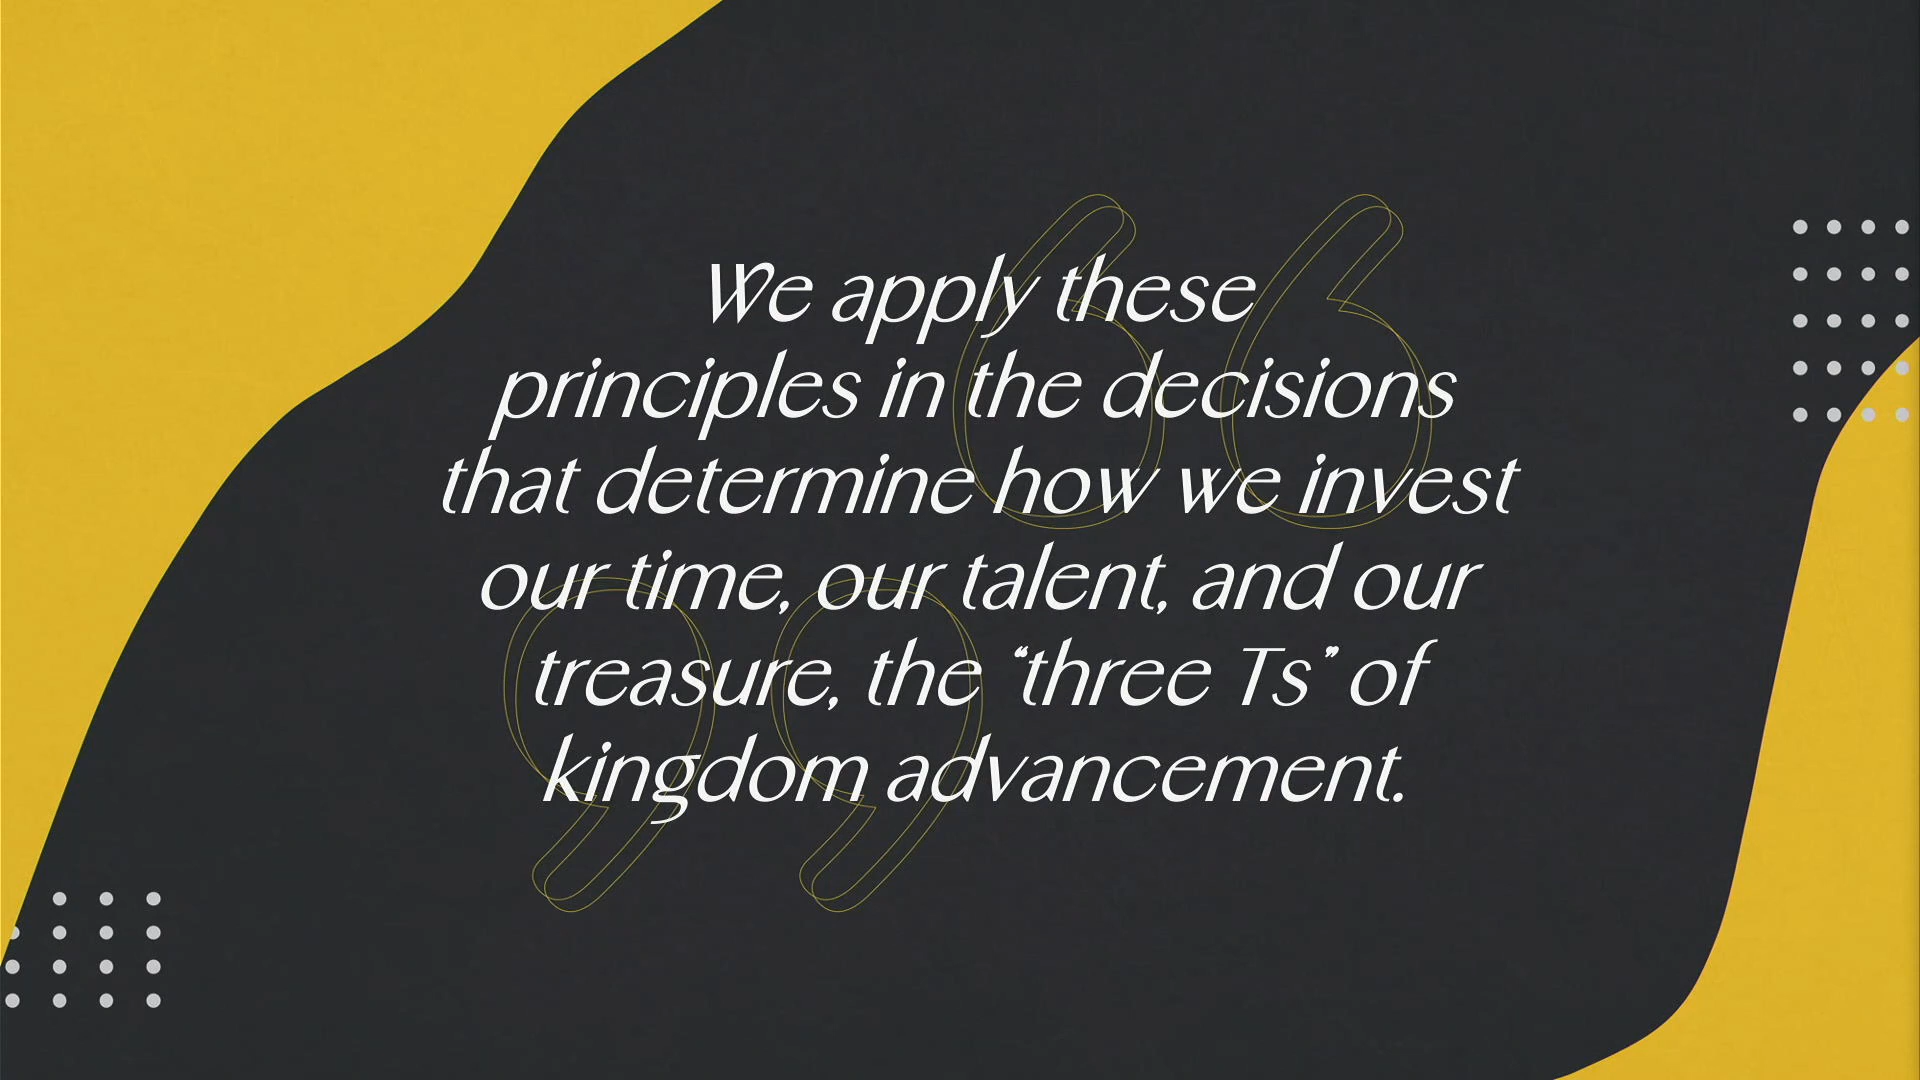 We apply these
principles in the decisions
that determine how we invest
our time, our talent, and our
treasure, the “three Ts” of
kingdom advancement.